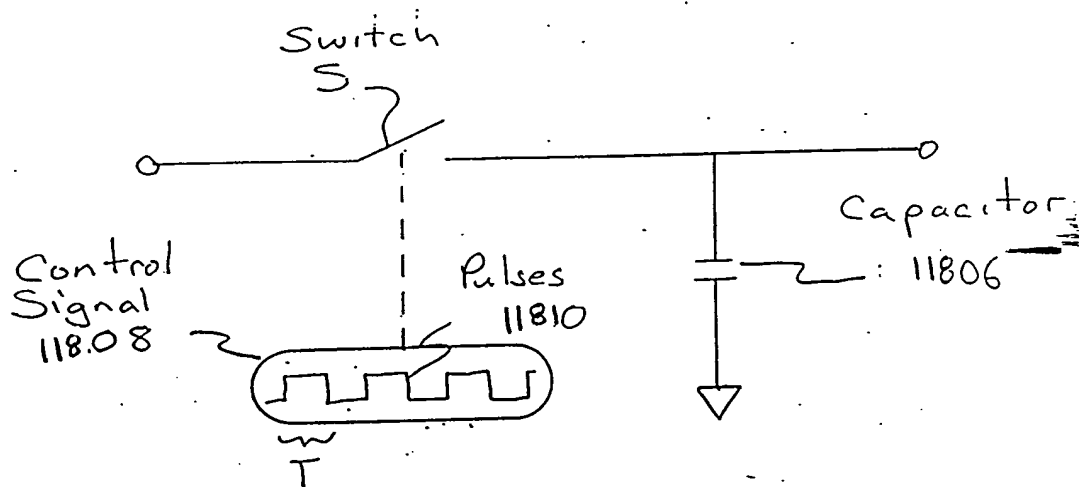 Switch
S
Capacitor
11806
Control
Signal
118.08
Pulses
11810
T